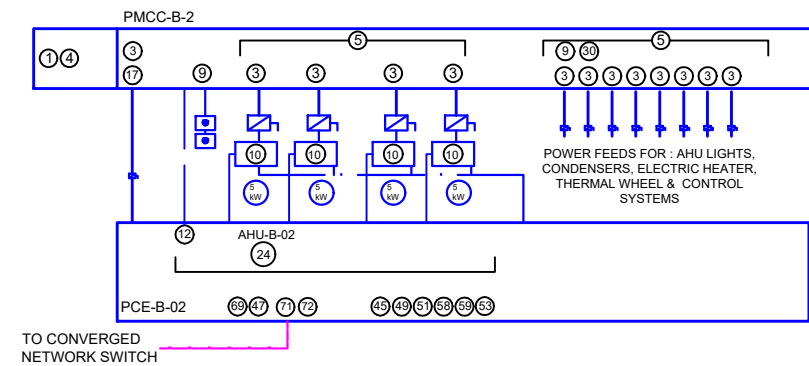 PMCC-B-2
1 4 3 5 9 30 5
17 9 3 3 3 3 3 3 3 3 3 3 3 3
10 10 10 10
POWER FEEDS FOR : AHU LIGHTS,
CONDENSERS, ELECTRIC HEATER,
THERMAL WHEEL & CONTROL
SYSTEMS
5 5 5 5
kW kW kW kW
12 AHU-B-02
24
PCE-B-02 69 47 71 72 45 49 51 58 59 53
TO CONVERGED
NETWORK SWITCH